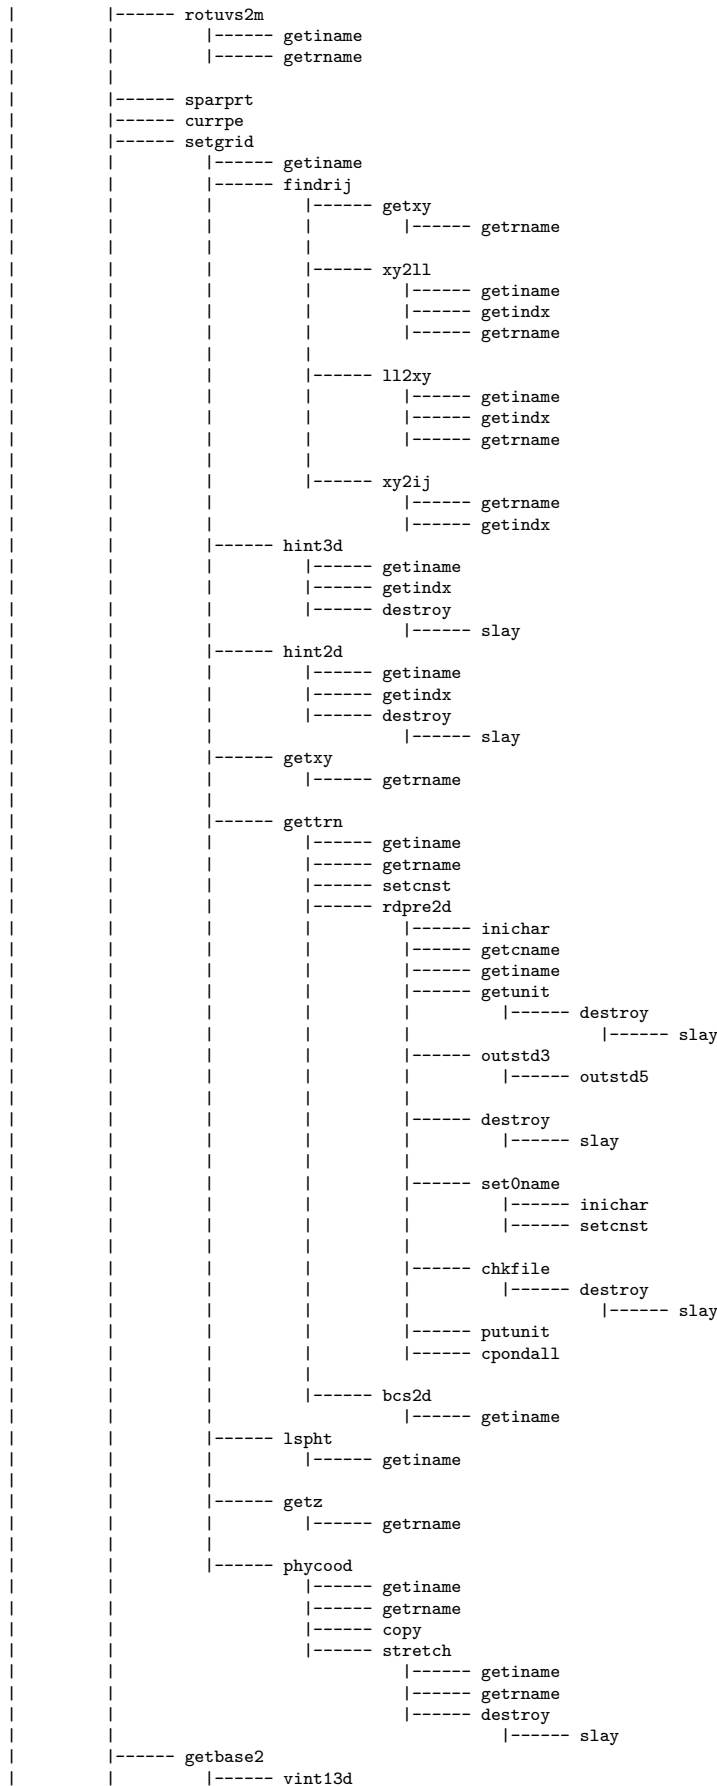 |         |------ rotuvs2m
|         |         |------ getiname
|         |         |------ getrname
|         |
|         |------ sparprt
|         |------ currpe
|         |------ setgrid
|         |         |------ getiname
|         |         |------ findrij
|         |         |         |------ getxy
|         |         |         |         |------ getrname
|         |         |         |
|         |         |         |------ xy2ll
|         |         |         |         |------ getiname
|         |         |         |         |------ getindx
|         |         |         |         |------ getrname
|         |         |         |
|         |         |         |------ ll2xy
|         |         |         |         |------ getiname
|         |         |         |         |------ getindx
|         |         |         |         |------ getrname
|         |         |         |
|         |         |         |------ xy2ij
|         |         |                   |------ getrname
|         |         |                   |------ getindx
|         |         |------ hint3d
|         |         |         |------ getiname
|         |         |         |------ getindx
|         |         |         |------ destroy
|         |         |                   |------ slay
|         |         |------ hint2d
|         |         |         |------ getiname
|         |         |         |------ getindx
|         |         |         |------ destroy
|         |         |                   |------ slay
|         |         |------ getxy
|         |         |         |------ getrname
|         |         |
|         |         |------ gettrn
|         |         |         |------ getiname
|         |         |         |------ getrname
|         |         |         |------ setcnst
|         |         |         |------ rdpre2d
|         |         |         |         |------ inichar
|         |         |         |         |------ getcname
|         |         |         |         |------ getiname
|         |         |         |         |------ getunit
|         |         |         |         |         |------ destroy
|         |         |         |         |                   |------ slay
|         |         |         |         |------ outstd3
|         |         |         |         |         |------ outstd5
|         |         |         |         |
|         |         |         |         |------ destroy
|         |         |         |         |         |------ slay
|         |         |         |         |
|         |         |         |         |------ set0name
|         |         |         |         |         |------ inichar
|         |         |         |         |         |------ setcnst
|         |         |         |         |
|         |         |         |         |------ chkfile
|         |         |         |         |         |------ destroy
|         |         |         |         |                   |------ slay
|         |         |         |         |------ putunit
|         |         |         |         |------ cpondall
|         |         |         |
|         |         |         |------ bcs2d
|         |         |                   |------ getiname
|         |         |------ lspht
|         |         |         |------ getiname
|         |         |
|         |         |------ getz
|         |         |         |------ getrname
|         |         |
|         |         |------ phycood
|         |                   |------ getiname
|         |                   |------ getrname
|         |                   |------ copy
|         |                   |------ stretch
|         |                             |------ getiname
|         |                             |------ getrname
|         |                             |------ destroy
|         |                                       |------ slay
|         |------ getbase2
|         |         |------ vint13d